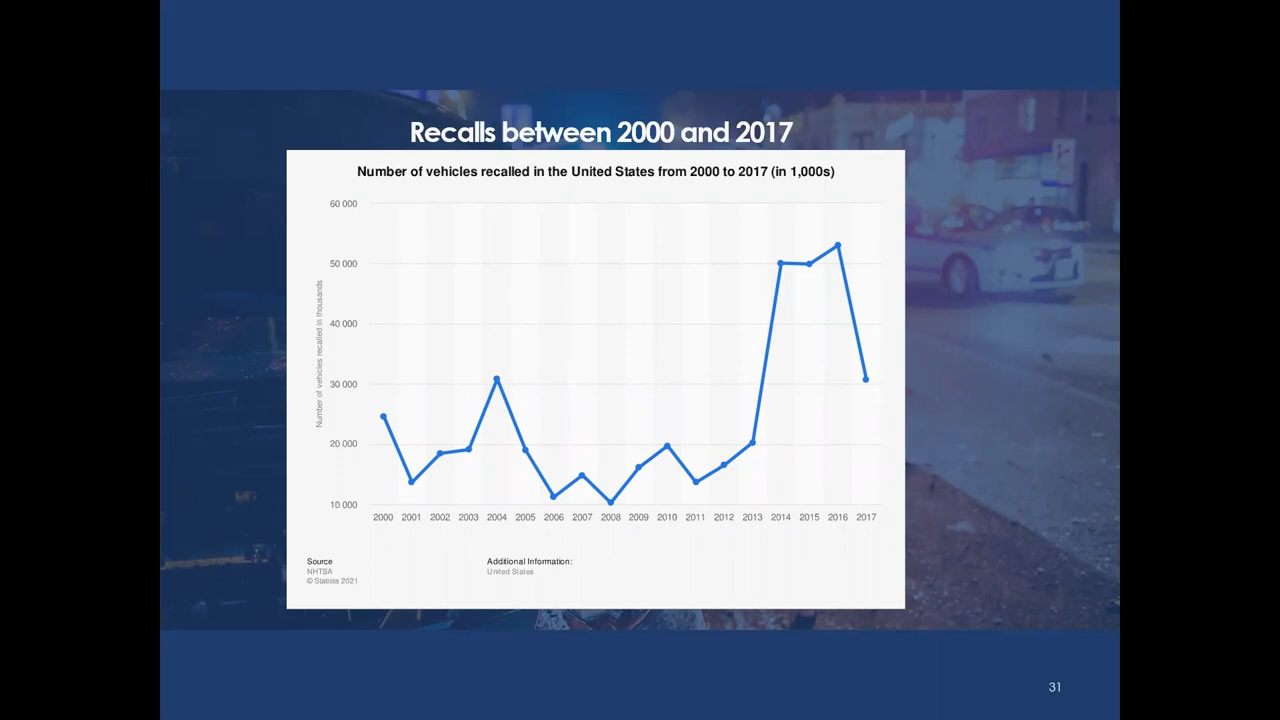 Recalls between 2000 and 2017
Number of vehicles recalled in the United States from 2000 to 2017 (in 1,000s)
Number of vehicles recalled in thousands
60 000
50 000
40 000
30 000
20 000
10 000
2000 2001 2002 2003 2004 2005 2006 2007 2008 2009 2010 2011 2012 2013 2014 2015 2016 2017
Source
NHTSA
© Statista 2021
Additional Information:
United States
31